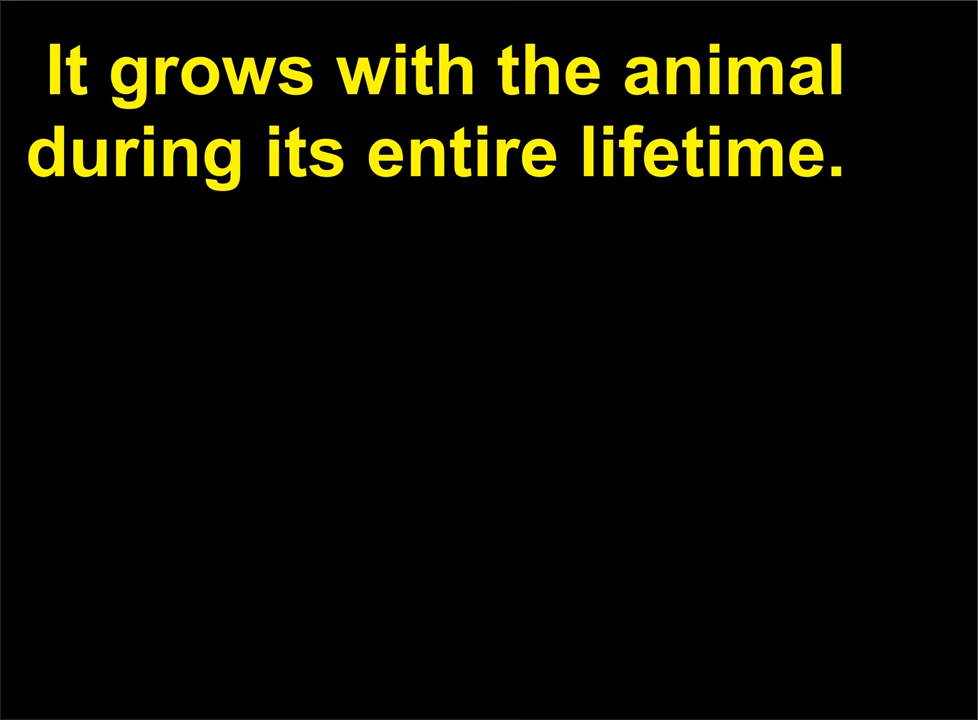 It grows with the animal
during its entire lifetime.